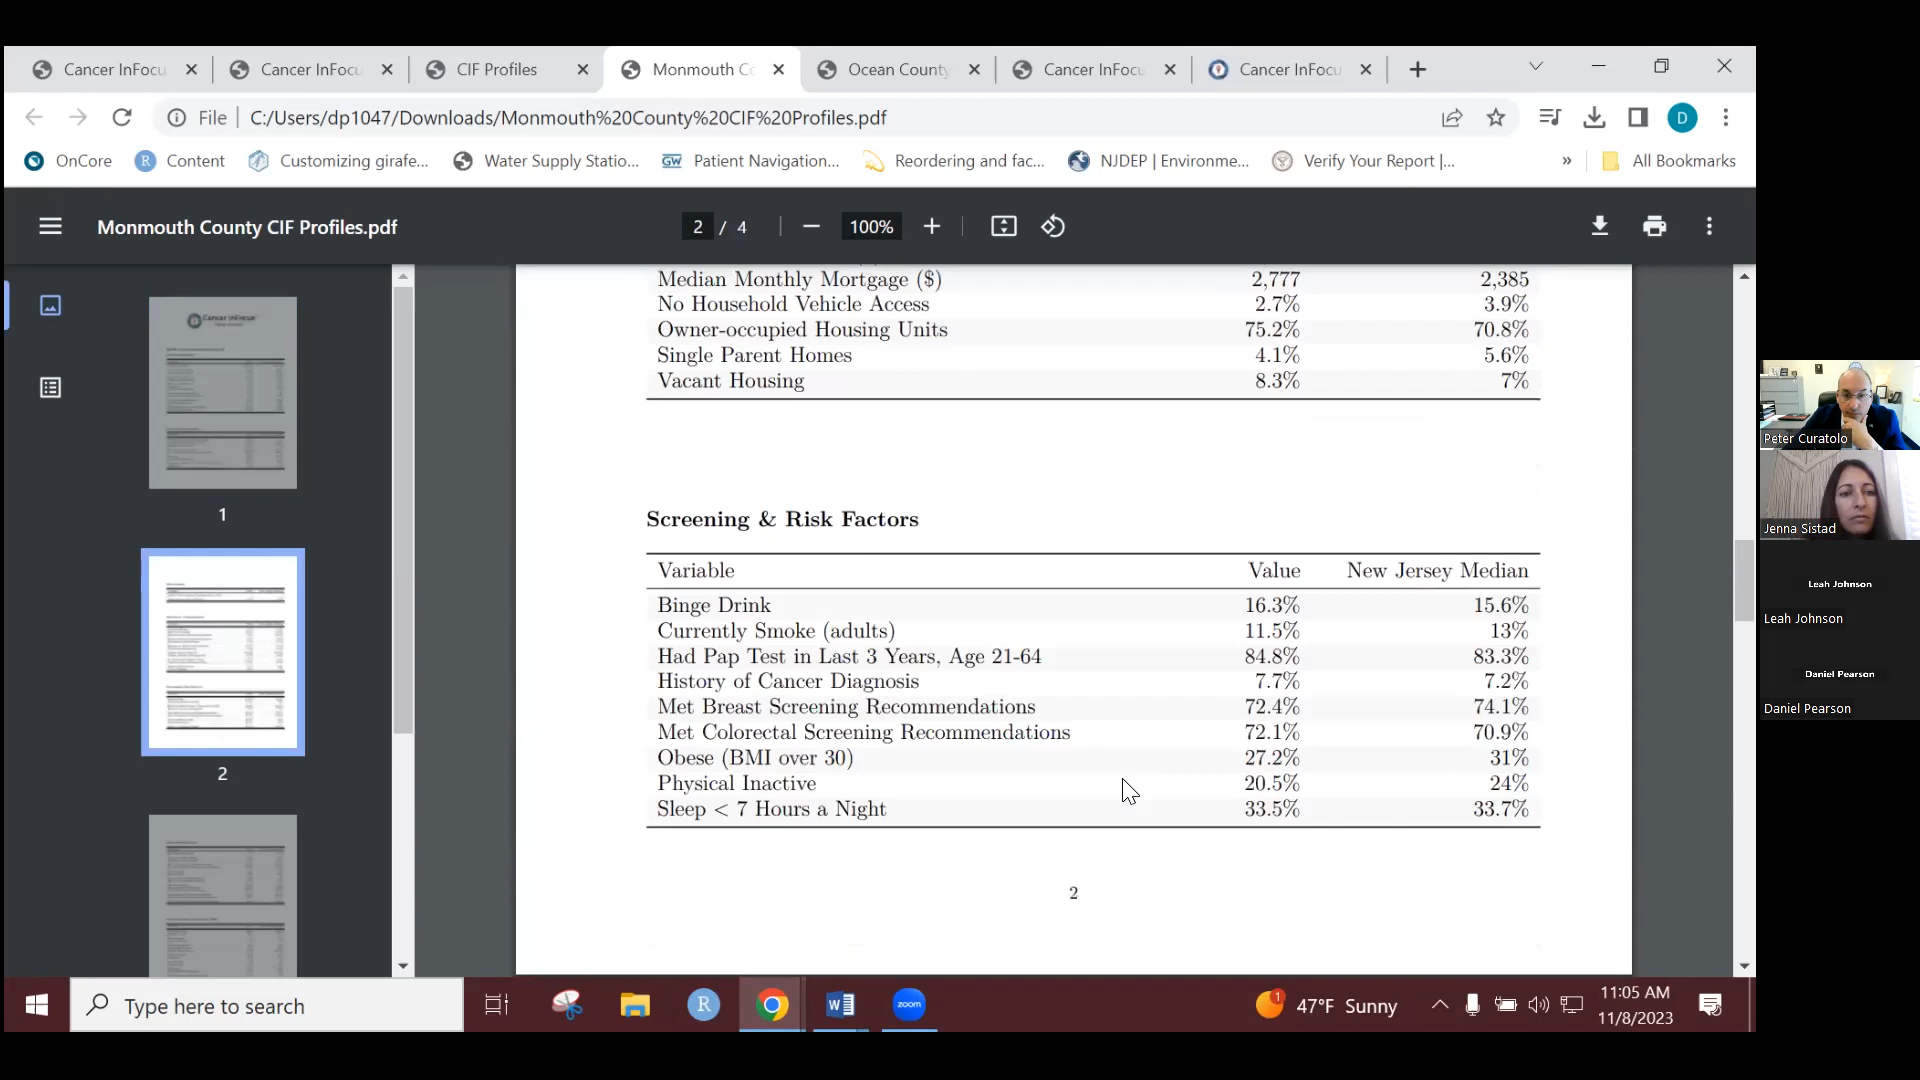 Cancer InFocu
Cancer InFocu
CIF Profiles
Monmouth Co
Ocean County
Cancer InFocu
Cancer InFocu
File
C:/Users/dp1047/Downloads/Monmouth%20County%20CIF%20Profiles.pdf
D
OnCore
R
Content
Customizing girafe...
Water Supply Statio...
GW
Patient Navigation...
Reordering and fac...
NJDEP | Environme...
Verify Your Report |...
»
All Bookmarks
Monmouth County CIF Profiles.pdf
2 / 4
100%
Cancer InFocus
1
2
Median Monthly Mortgage ($) 2,777 2,385
No Household Vehicle Access 2.7% 3.9%
Owner-occupied Housing Units 75.2% 70.8%
Single Parent Homes 4.1% 5.6%
Vacant Housing 8.3% 7%
Screening & Risk Factors
Variable Value New Jersey Median
Binge Drink 16.3% 15.6%
Currently Smoke (adults) 11.5% 13%
Had Pap Test in Last 3 Years, Age 21-64 84.8% 83.3%
History of Cancer Diagnosis 7.7% 7.2%
Met Breast Screening Recommendations 72.4% 74.1%
Met Colorectal Screening Recommendations 72.1% 70.9%
Obese (BMI over 30) 27.2% 31%
Physical Inactive 20.5% 24%
Sleep < 7 Hours a Night 33.5% 33.7%
2
Peter Curatolo
Jenna Sistad
Leah Johnson
Leah Johnson
Daniel Pearson
Daniel Pearson
Type here to search
R
zoom
1
47°F Sunny
11:05 AM
11/8/2023